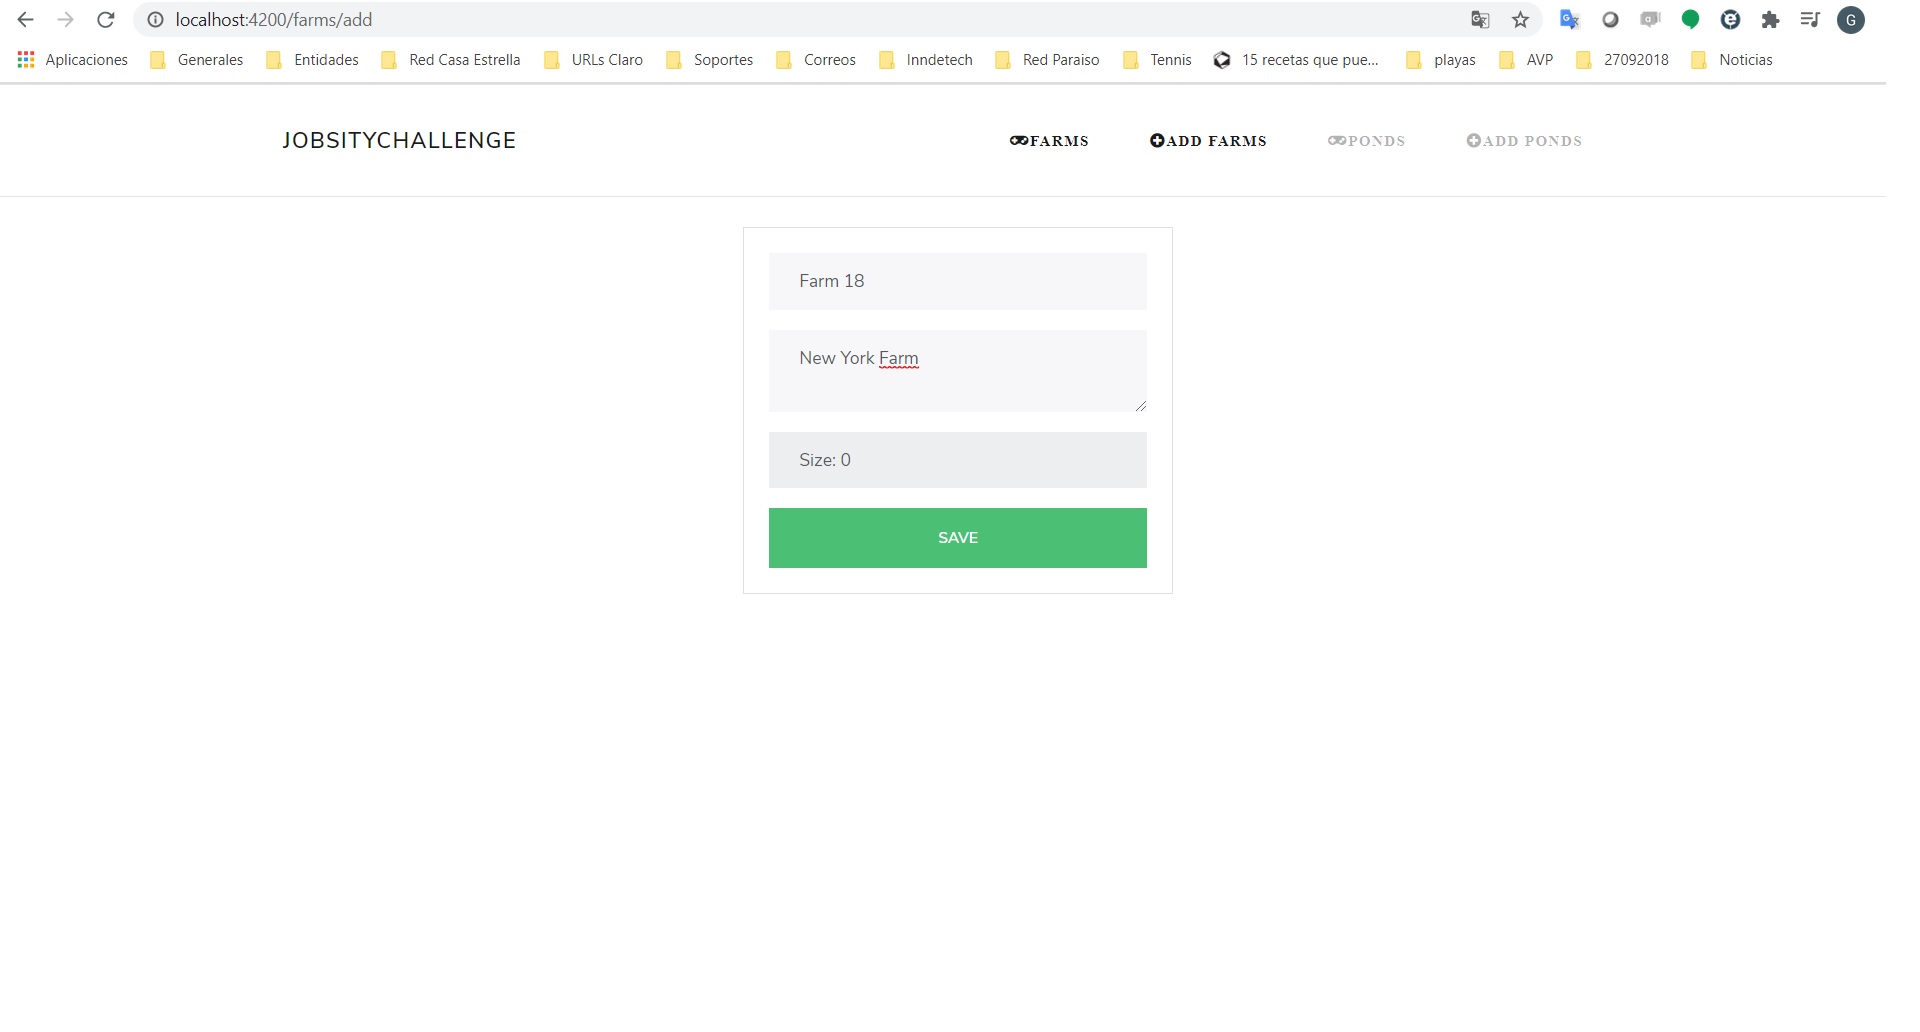 localhost:4200/farms/add
G
Aplicaciones Generales Entidades Red Casa Estrella URLs Claro Soportes Correos Inndetech Red Paraiso Tennis 15 recetas que pue... playas AVP 27092018 Noticias
JOBSITYCHALLENGE FARMS ADD FARMS PONDS ADD PONDS
Farm 18
New York Farm
Size: 0
SAVE